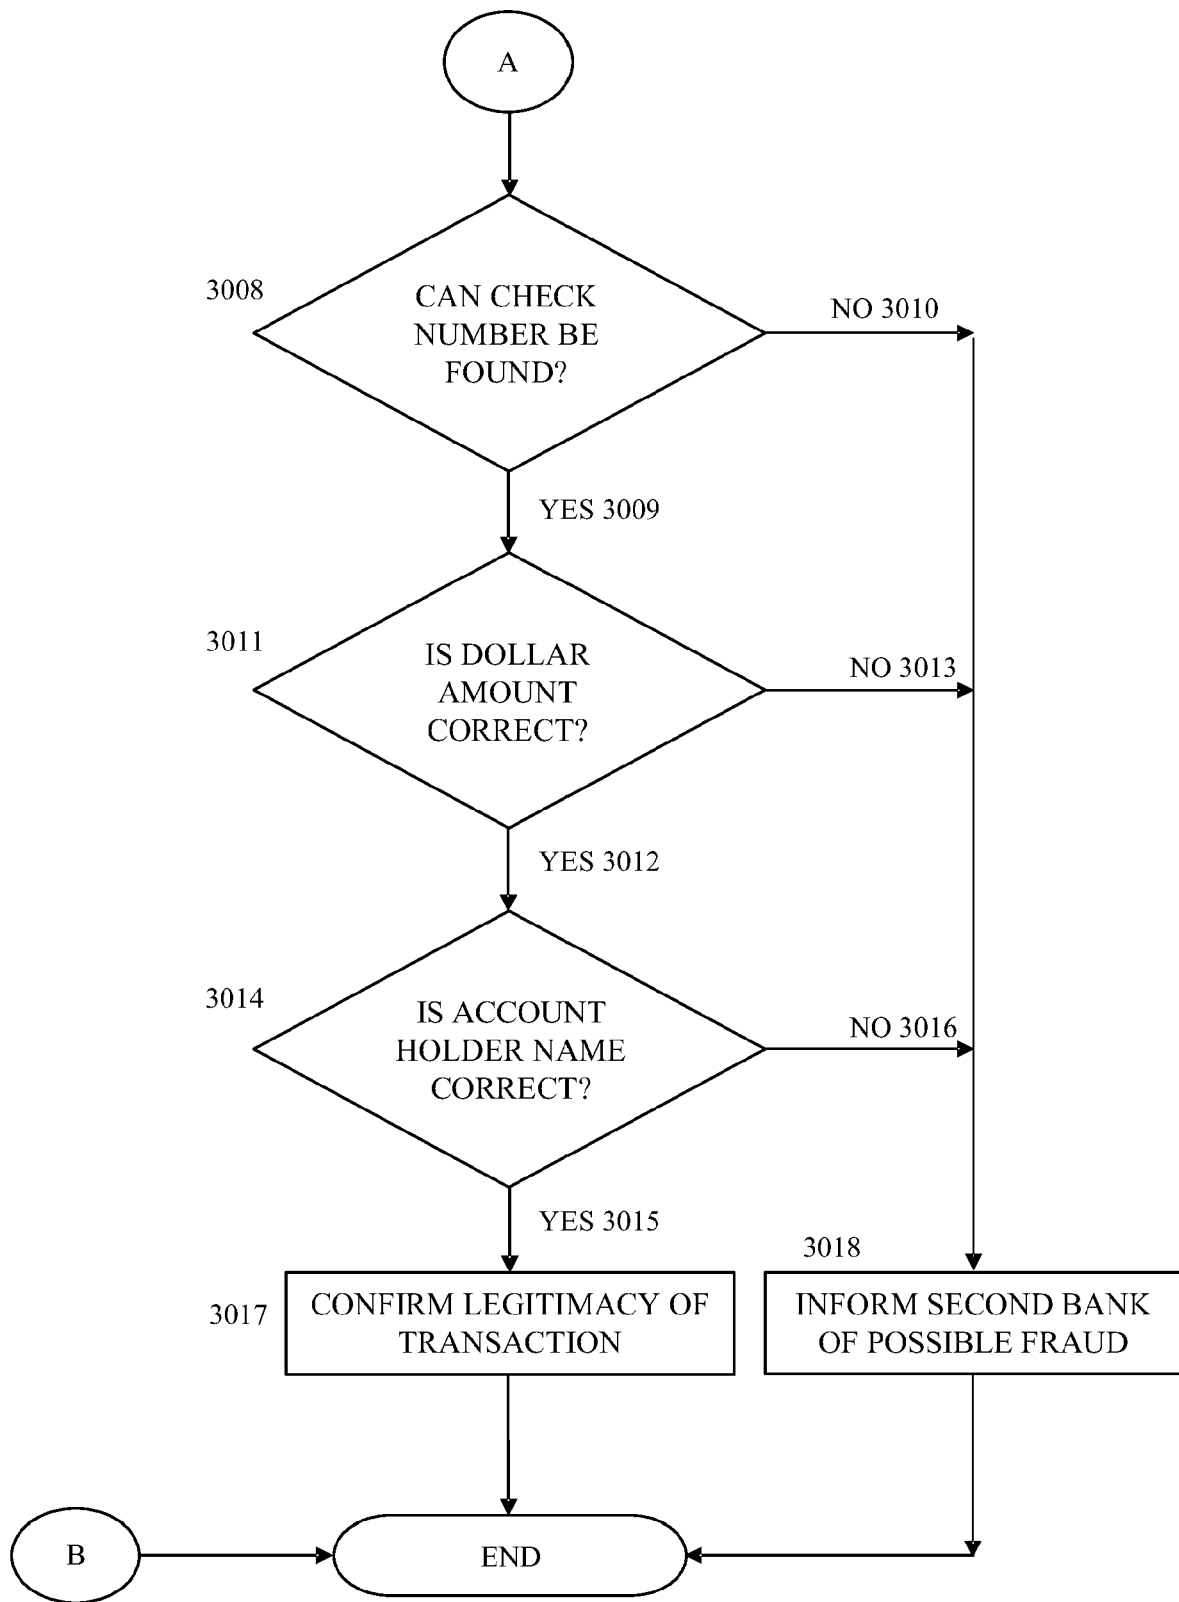 A
3008
CAN CHECK
NUMBER BE
FOUND?
NO 3010
YES 3009
3011
IS DOLLAR
AMOUNT
CORRECT?
NO 3013
YES 3012
3014
IS ACCOUNT
HOLDER NAME
CORRECT?
NO 3016
YES 3015
3017
CONFIRM LEGITIMACY OF
TRANSACTION
3018
INFORM SECOND BANK
OF POSSIBLE FRAUD
B
END